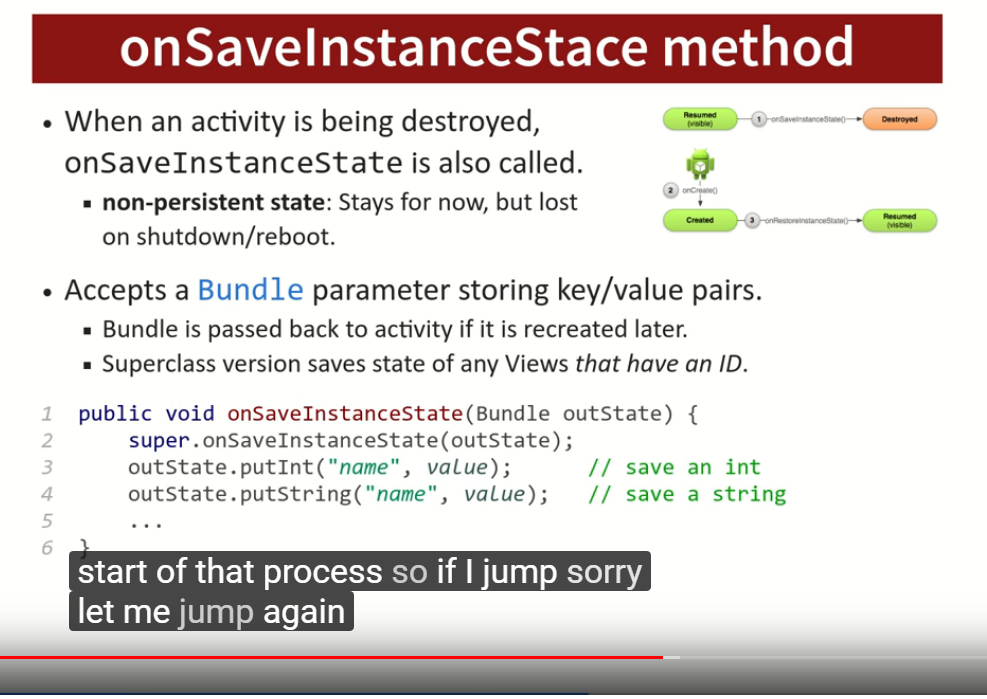 onSaveInstanceStace method
• When an activity is being destroyed,
onSaveInstanceState is also called.
▪ non-persistent state: Stays for now, but lost
on shutdown/reboot.
Resumed
(visible)
1
onSaveInstanceState()
Destroyed
2
onCreate()
Created
3
onRestoreInstanceState()
Resumed
(visible)
• Accepts a Bundle parameter storing key/value pairs.
▪ Bundle is passed back to activity if it is recreated later.
▪ Superclass version saves state of any Views that have an ID.
1 public void onSaveInstanceState(Bundle outState) {
2 super.onSaveInstanceState(outState);
3 outState.putInt("name", value); // save an int
4 outState.putString("name", value); // save a string
5 ...
6 }
start of that process so if I jump sorry
let me jump again